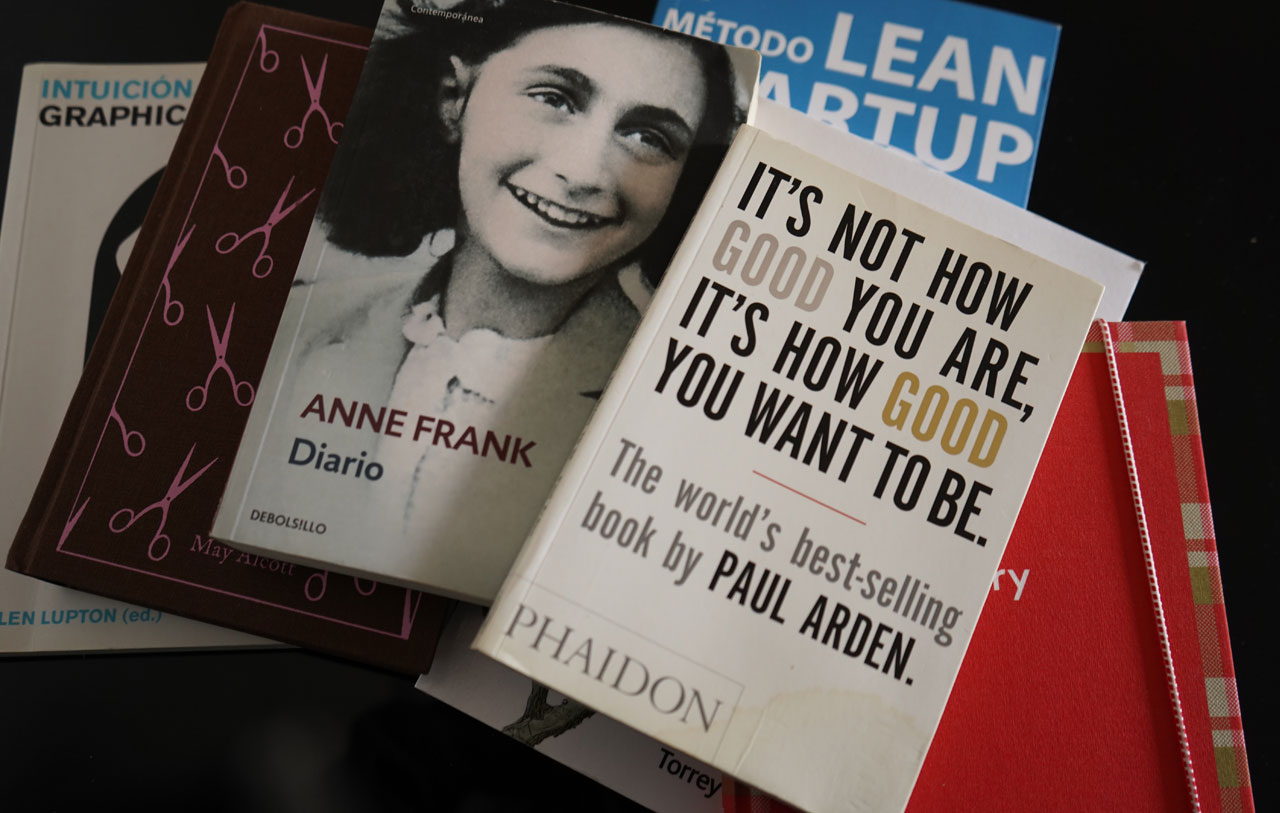 INTUICIÓN
GRAPHIC
LEN LUPTON (ed.)
May Alcott
Contemporánea
ANNE FRANK
Diario
DEBOLS!LLO
MÉTODO LEAN
ARTUP
IT'S NOT HOW
GOOD YOU ARE,
IT'S HOW GOOD
YOU WANT TO BE.
The world's best-selling
book by PAUL ARDEN.
PHAIDON
Torrey
ry